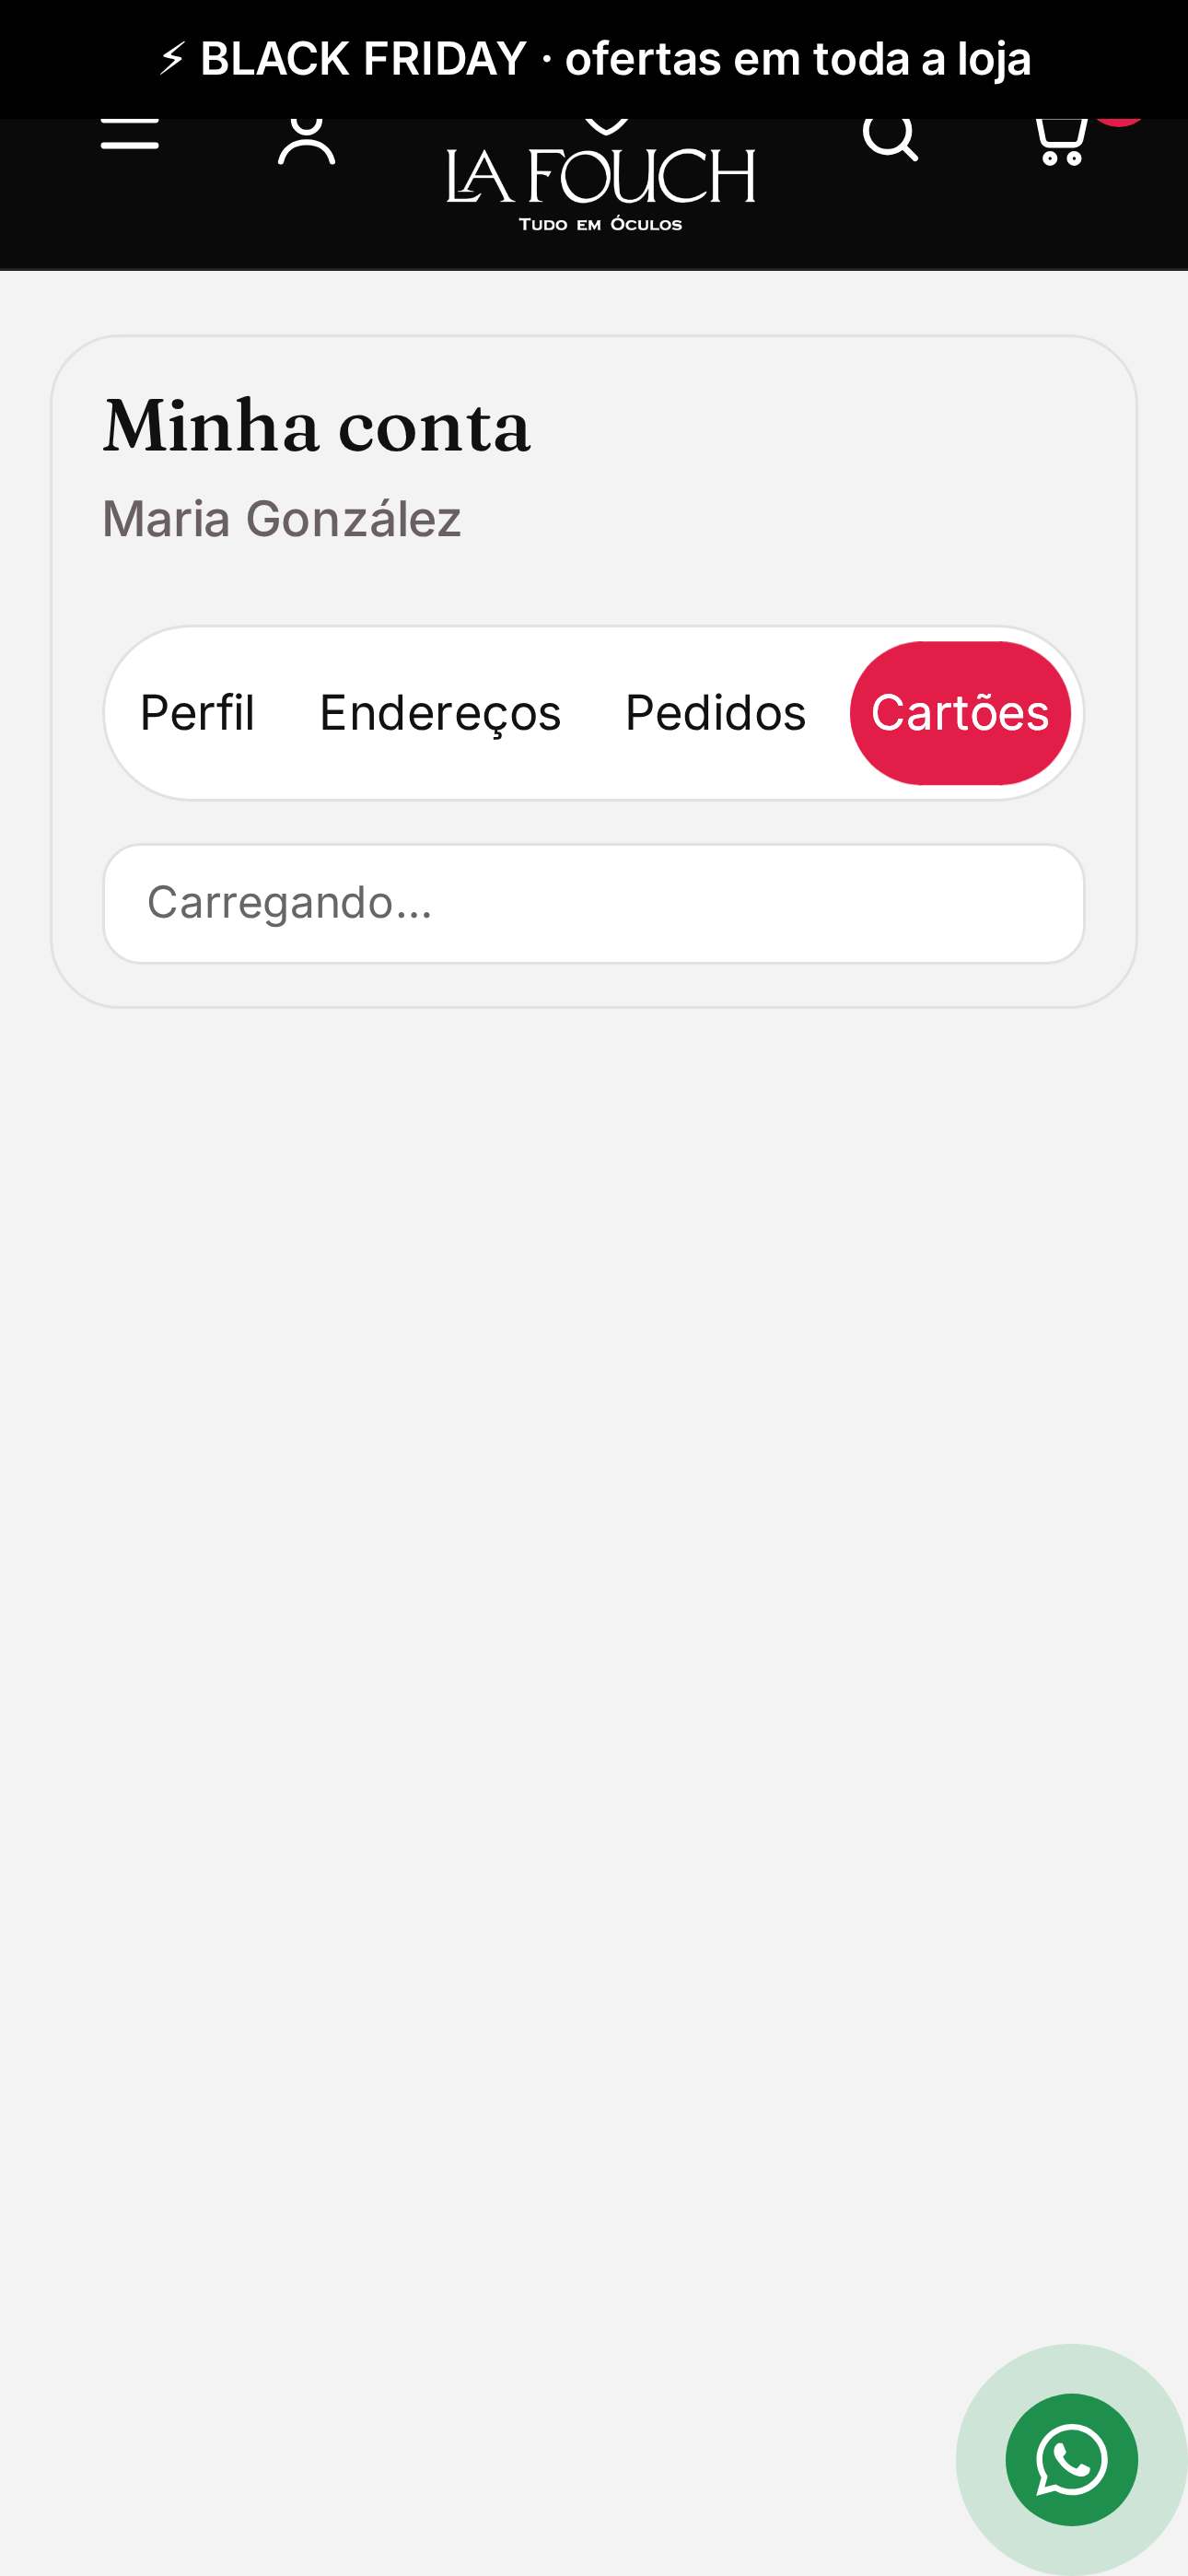 ⚡ BLACK FRIDAY · ofertas em toda a loja
LA FOUCH
Tudo em Óculos
Minha conta
Maria González
Perfil Endereços Pedidos Cartões
Carregando...